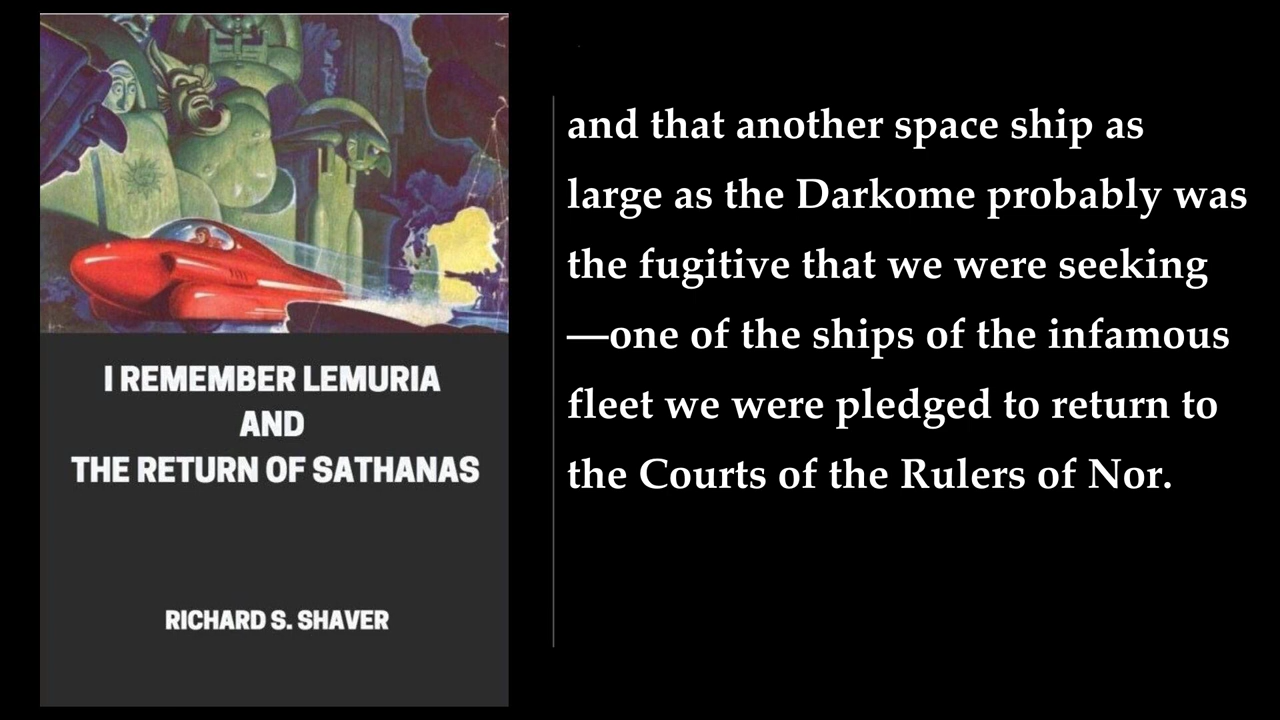 I REMEMBER LEMURIA
AND
THE RETURN OF SATHANAS
RICHARD S. SHAVER
and that another space ship as
large as the Darkome probably was
the fugitive that we were seeking
—one of the ships of the infamous
fleet we were pledged to return to
the Courts of the Rulers of Nor.